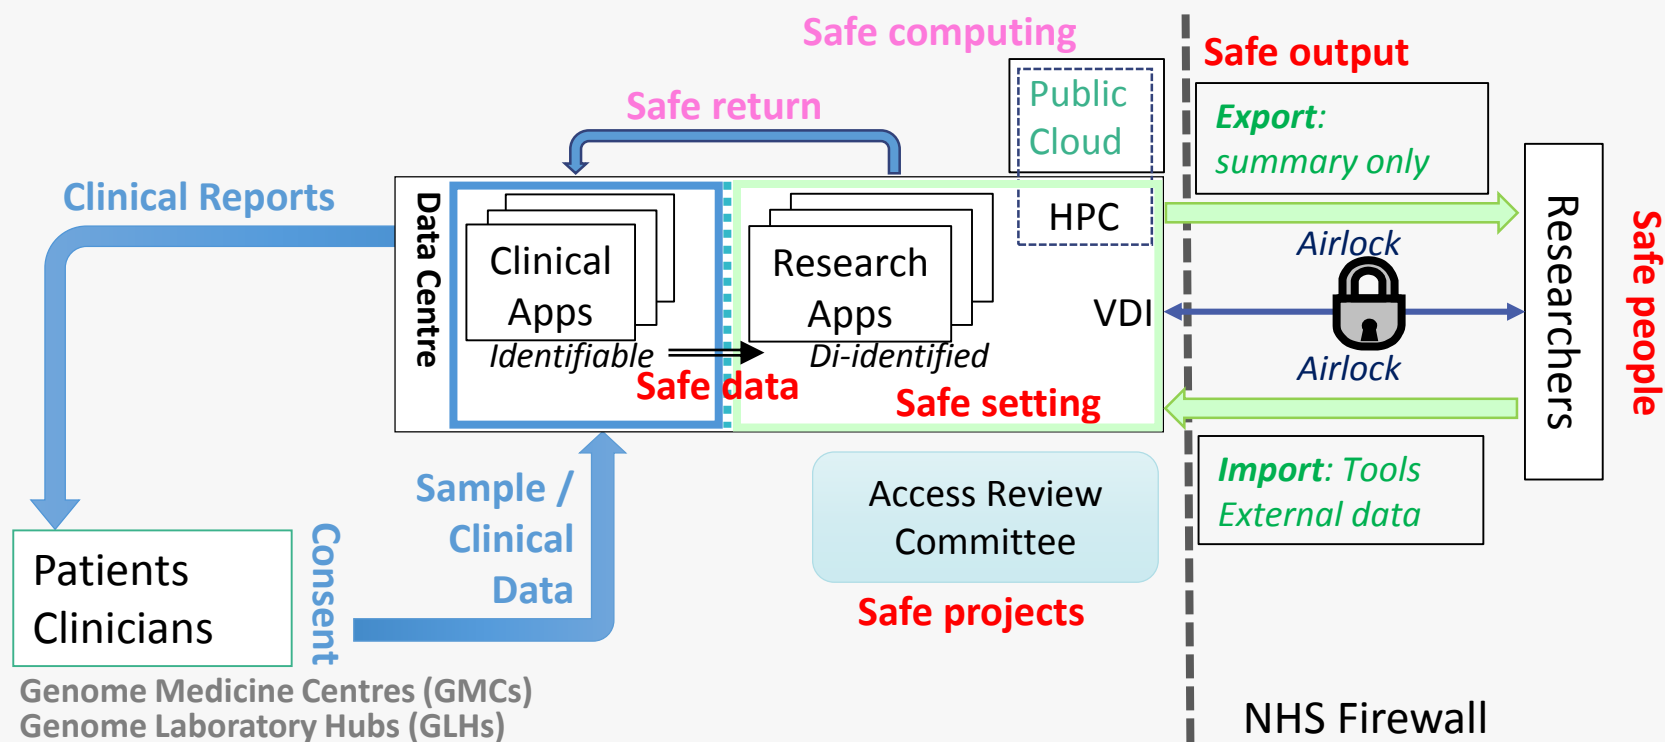 Safe computing
Safe output
Safe return
Public
Cloud
Export:
summary only
Clinical Reports
Data Centre
Clinical
Apps
Identifiable
Research
Apps
Di-identified
HPC
VDI
Safe data
Safe setting
Airlock
Airlock
Researchers
Safe people
Sample /
Clinical
Data
Access Review
Committee
Safe projects
Import: Tools
External data
Patients
Clinicians
Consent
Genome Medicine Centres (GMCs)
Genome Laboratory Hubs (GLHs)
NHS Firewall